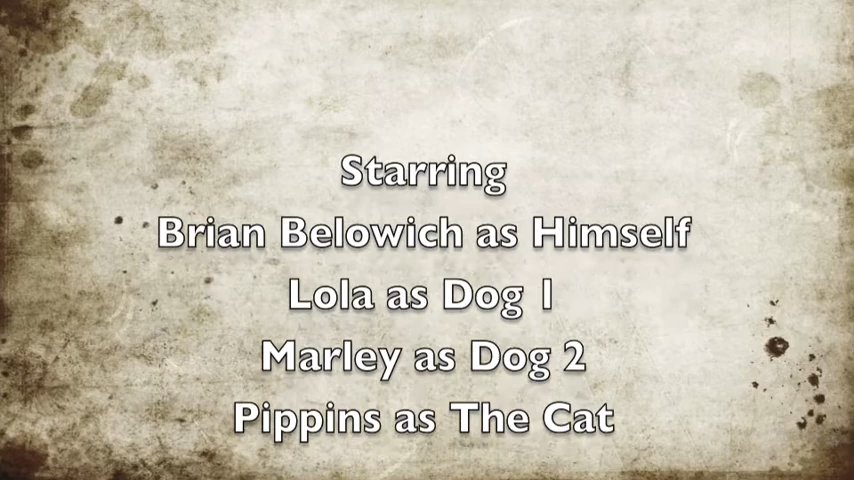 Starring
Brian Belowich as Himself
Lola as Dog 1
Marley as Dog 2
Pippins as The Cat